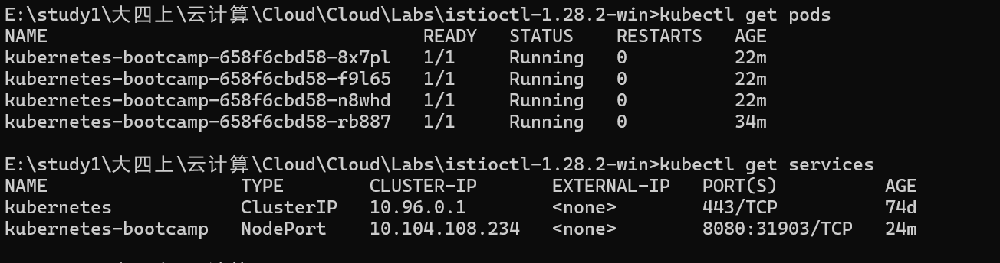 E:\study1\大四上\云计算\Cloud\Cloud\Labs\istioctl-1.28.2-win>kubectl get pods
NAME READY STATUS RESTARTS AGE
kubernetes-bootcamp-658f6cbd58-8x7pl 1/1 Running 0 22m
kubernetes-bootcamp-658f6cbd58-f9l65 1/1 Running 0 22m
kubernetes-bootcamp-658f6cbd58-n8whd 1/1 Running 0 22m
kubernetes-bootcamp-658f6cbd58-rb887 1/1 Running 0 34m
E:\study1\大四上\云计算\Cloud\Cloud\Labs\istioctl-1.28.2-win>kubectl get services
NAME TYPE CLUSTER-IP EXTERNAL-IP PORT(S) AGE
kubernetes ClusterIP 10.96.0.1 <none> 443/TCP 74d
kubernetes-bootcamp NodePort 10.104.108.234 <none> 8080:31903/TCP 24m